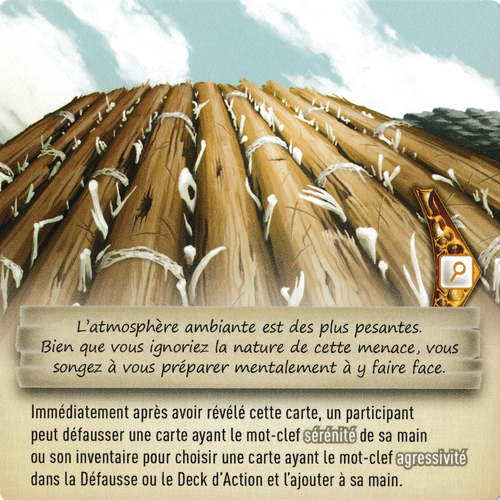 L'atmosphère ambiante est des plus pesantes.
Bien que vous ignoriez la nature de cette menace, vous
songez à vous préparer mentalement à y faire face.
Immédiatement après avoir révélé cette carte, un participant
peut défausser une carte ayant le mot-clef sérénité de sa main
ou son inventaire pour choisir une carte ayant le mot-clef agressivité
dans la Défausse ou le Deck d'Action et l'ajouter à sa main.